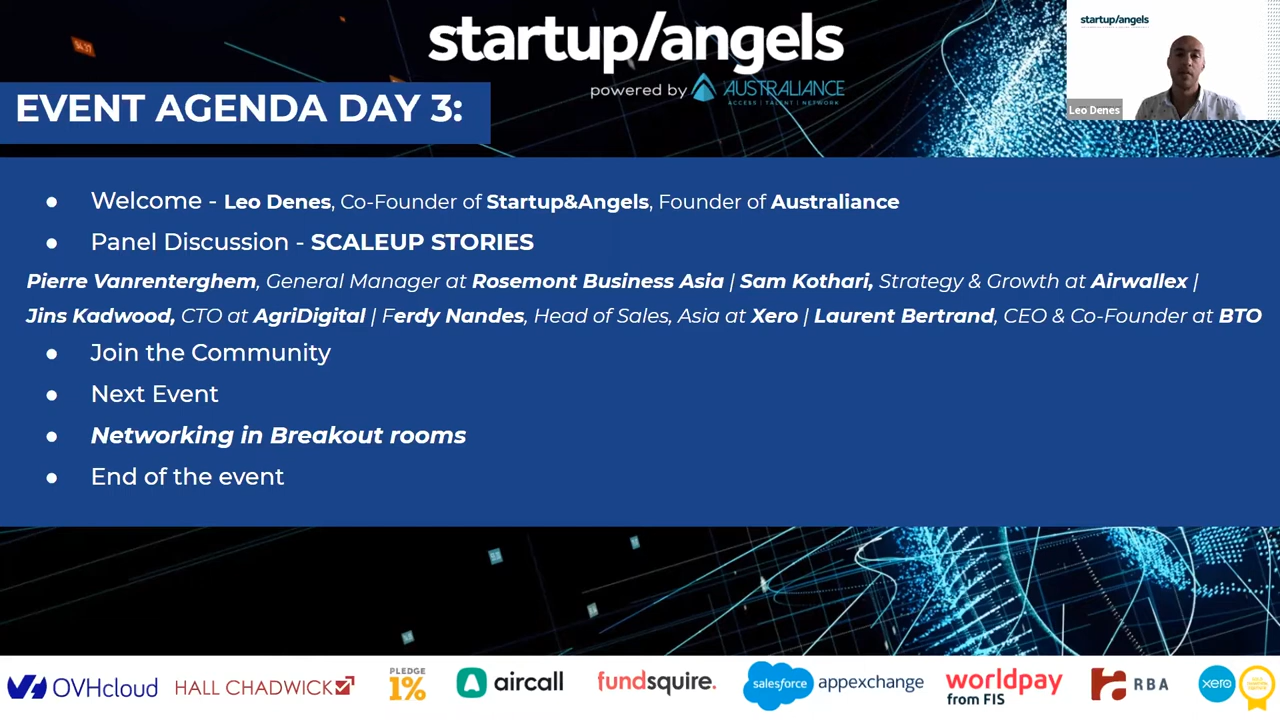 startup/angels
powered by AUSTRALIANCE
ACCESS | TALENT | NETWORK
startup/angels
Leo Denes
EVENT AGENDA DAY 3:
● Welcome - Leo Denes, Co-Founder of Startup&Angels, Founder of Australiance
● Panel Discussion - SCALEUP STORIES
Pierre Vanrenterghem, General Manager at Rosemont Business Asia | Sam Kothari, Strategy & Growth at Airwallex |
Jins Kadwood, CTO at AgriDigital | Ferdy Nandes, Head of Sales, Asia at Xero | Laurent Bertrand, CEO & Co-Founder at BTO
● Join the Community
● Next Event
● Networking in Breakout rooms
● End of the event
OVHcloud HALL CHADWICK PLEDGE 1% aircall fundsquire. salesforce appexchange worldpay from FIS RBA xero